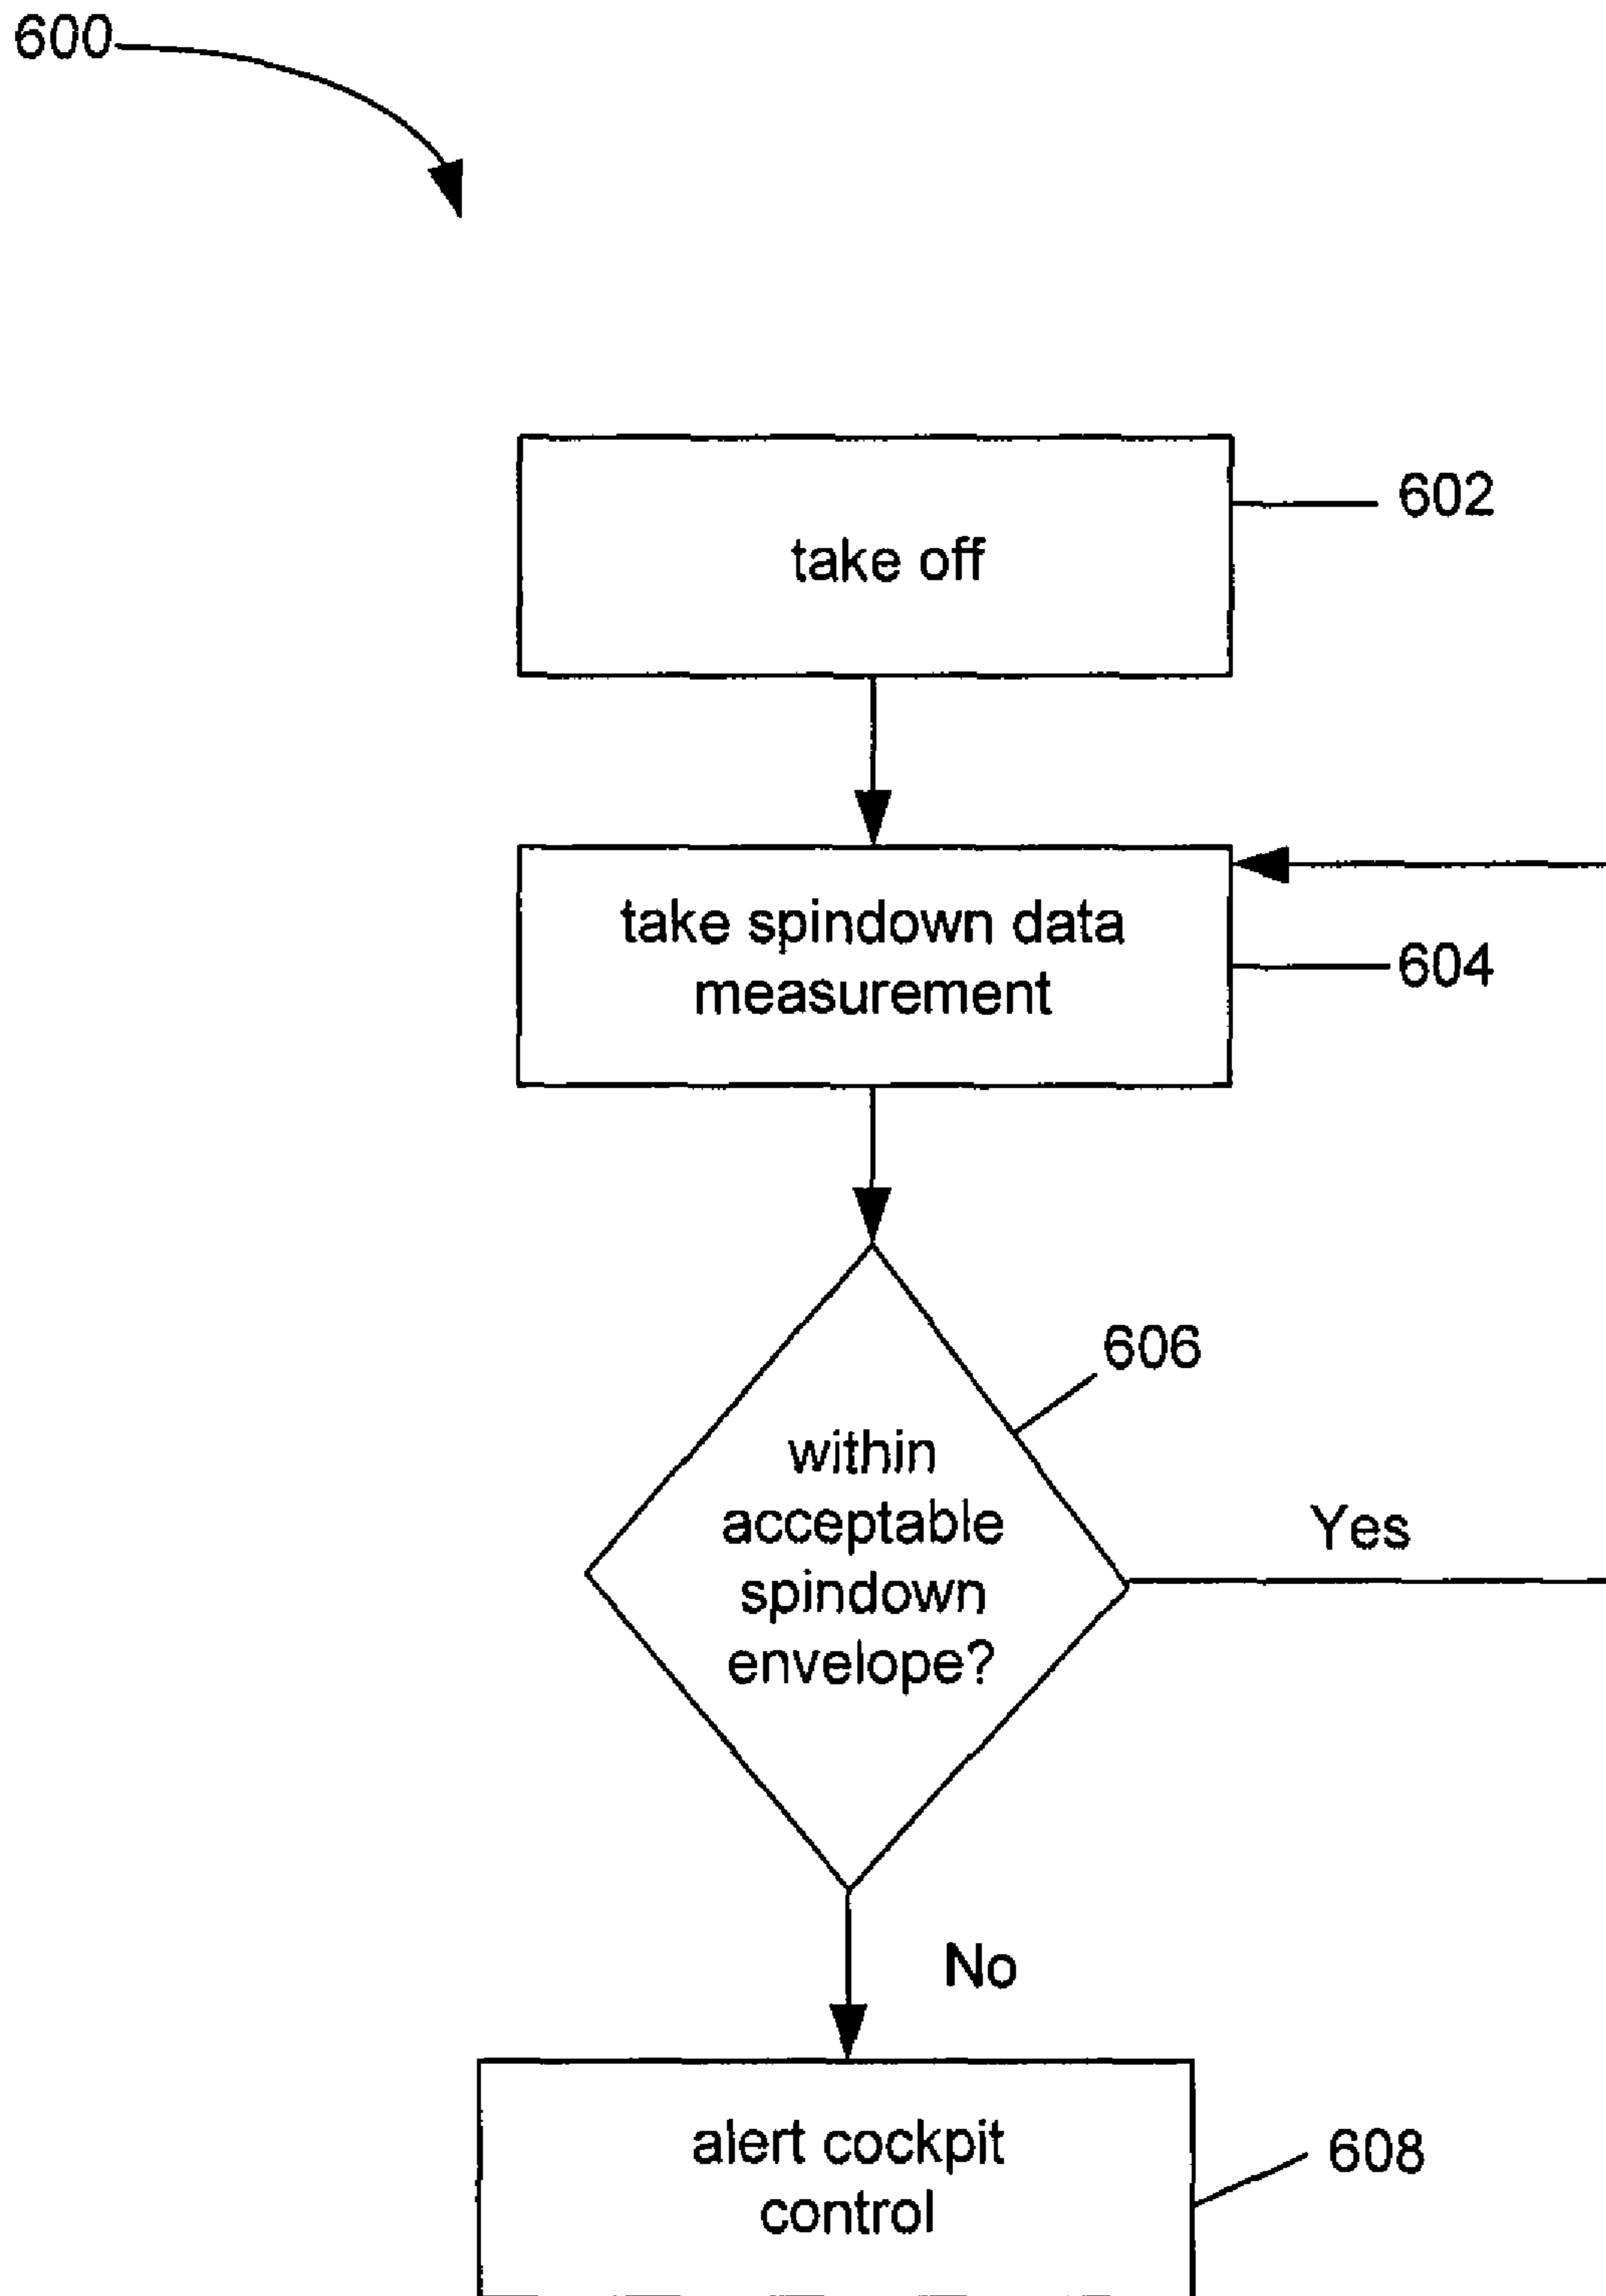 600
take off
602
take spindown data
measurement
604
606
within
acceptable
spindown
envelope?
Yes
No
alert cockpit
control
608